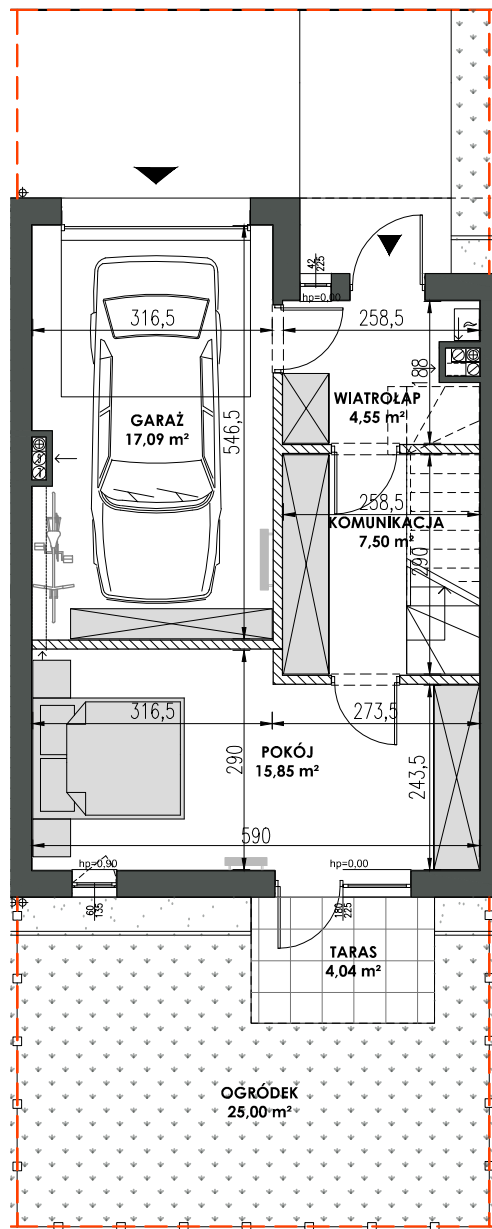 42
225
hp=0,00
316,5
258,5
188
GARAŻ
17,09 m²
546,5
WIATROŁAP
4,55 m²
258,5
KOMUNIKACJA
7,50 m²
290
316,5
273,5
POKÓJ
15,85 m²
290
243,5
590
hp=0,90
hp=0,00
60
135
180
225
TARAS
4,04 m²
OGRÓDEK
25,00 m²